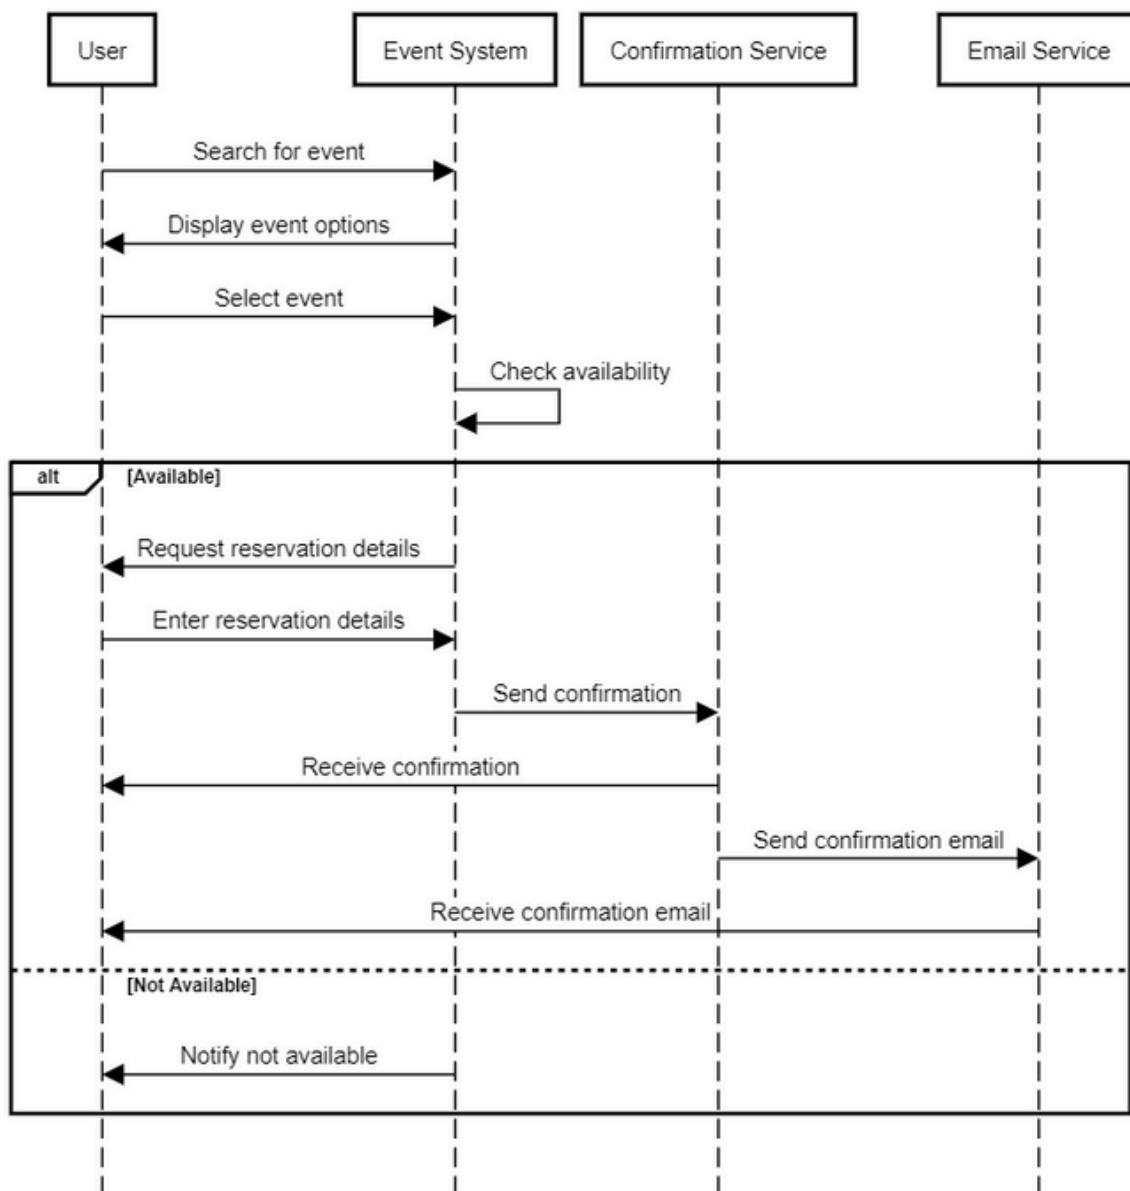 User
Event System
Confirmation Service
Email Service
Search for event
Display event options
Select event
Check availability
alt
[Available]
Request reservation details
Enter reservation details
Send confirmation
Receive confirmation
Send confirmation email
Receive confirmation email
[Not Available]
Notify not available